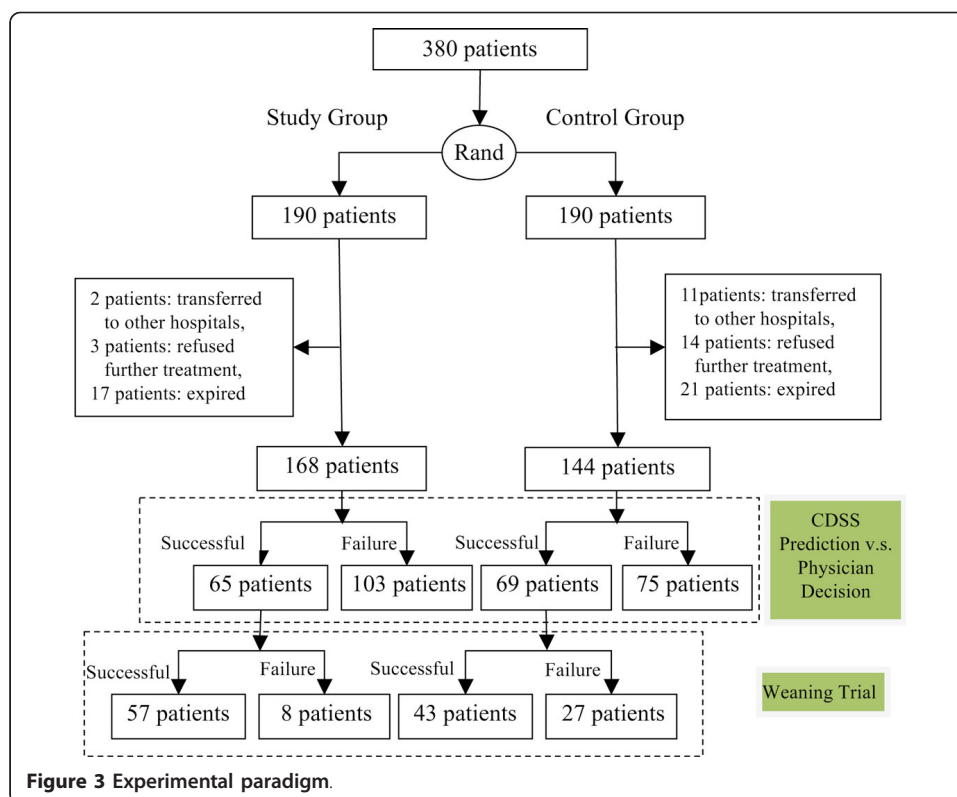 380 patients
Study Group
Control Group
Rand
190 patients
190 patients
2 patients: transferred
to other hospitals,
3 patients: refused
further treatment,
17 patients: expired
11patients: transferred
to other hospitals,
14 patients: refused
further treatment,
21 patients: expired
168 patients
144 patients
Successful
Failure
Successful
Failure
65 patients
103 patients
69 patients
75 patients
CDSS
Prediction v.s.
Physician
Decision
Successful
Failure
Successful
Failure
57 patients
8 patients
43 patients
27 patients
Weaning Trial
Figure 3 Experimental paradigm.